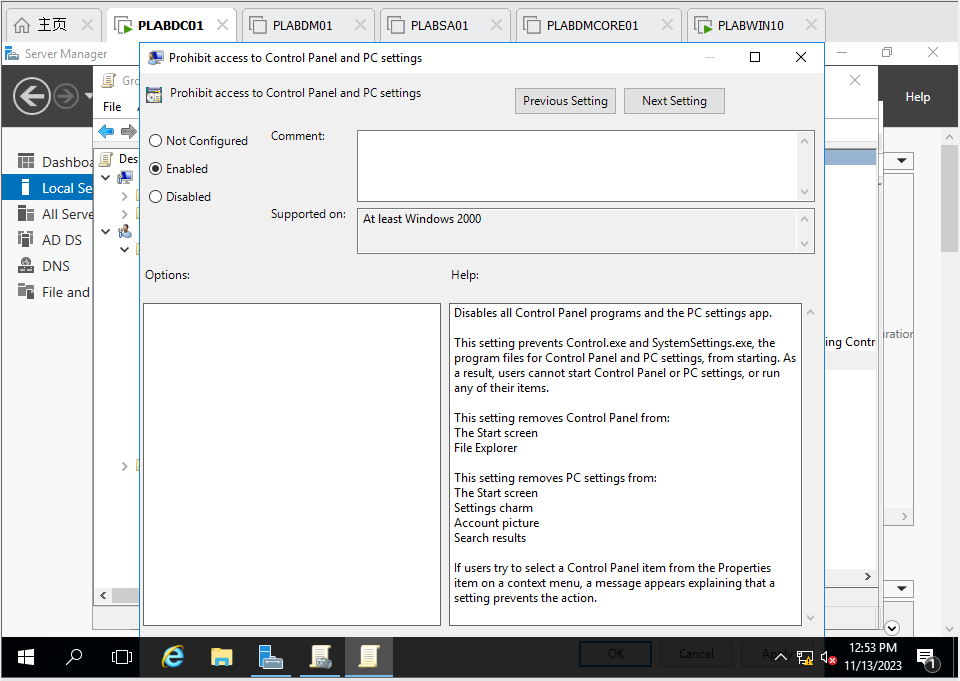 主页
PLABDC01
PLABDM01
PLABSA01
PLABDMCORE01
PLABWIN10
Server Manager
Prohibit access to Control Panel and PC settings
Gro
Prohibit access to Control Panel and PC settings
Previous Setting
Next Setting
File
Help
Not Configured
Comment:
Enabled
Disabled
Supported on:
At least Windows 2000
Dashboa
Des
Local Se
All Serve
AD DS
DNS
File and
Options:
Help:
Disables all Control Panel programs and the PC settings app.
This setting prevents Control.exe and SystemSettings.exe, the
program files for Control Panel and PC settings, from starting. As
a result, users cannot start Control Panel or PC settings, or run
any of their items.
This setting removes Control Panel from:
The Start screen
File Explorer
This setting removes PC settings from:
The Start screen
Settings charm
Account picture
Search results
If users try to select a Control Panel item from the Properties
item on a context menu, a message appears explaining that a
setting prevents the action.
uration
ing Contr
OK
Cancel
Apply
12:53 PM
11/13/2023
1